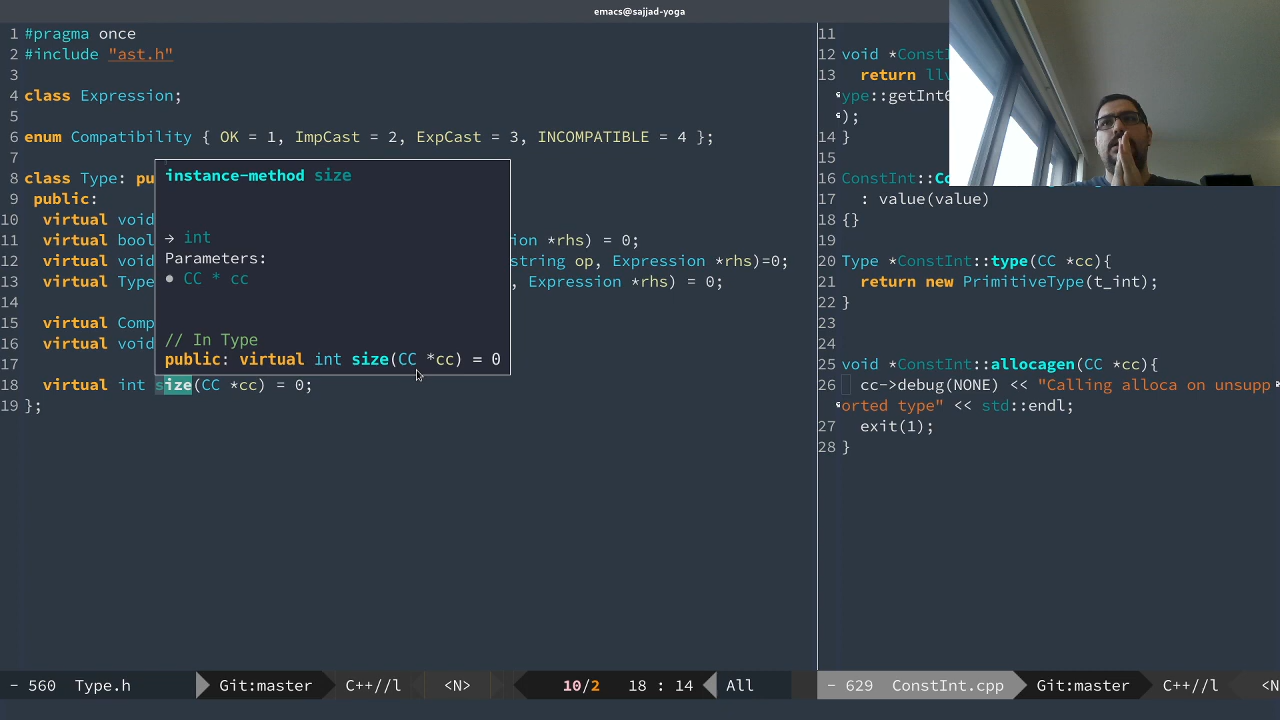 emacs@sajjad-yoga
1 #pragma once
2 #include "ast.h"
3
4 class Expression;
5
6 enum Compatibility { OK = 1, ImpCast = 2, ExpCast = 3, INCOMPATIBLE = 4 };
7
8 class Type: pu
9 public:
10 virtual void
11 virtual bool ion *rhs) = 0;
12 virtual void string op, Expression *rhs)=0;
13 virtual Type , Expression *rhs) = 0;
14
15 virtual Comp
16 virtual void
17
18 virtual int size(CC *cc) = 0;
19 };
instance-method size
→ int
Parameters:
● CC * cc
// In Type
public: virtual int size(CC *cc) = 0
11
12 void *Const
13 return llv
ype::getInt6
);
14 }
15
16 ConstInt::Co
17 : value(value)
18 {}
19
20 Type *ConstInt::type(CC *cc){
21 return new PrimitiveType(t_int);
22 }
23
24
25 void *ConstInt::allocagen(CC *cc){
26 cc->debug(NONE) << "Calling alloca on unsupp
orted type" << std::endl;
27 exit(1);
28 }
- 560 Type.h Git:master C++//l <N> 10/2 18 : 14 All
- 629 ConstInt.cpp Git:master C++//l <N